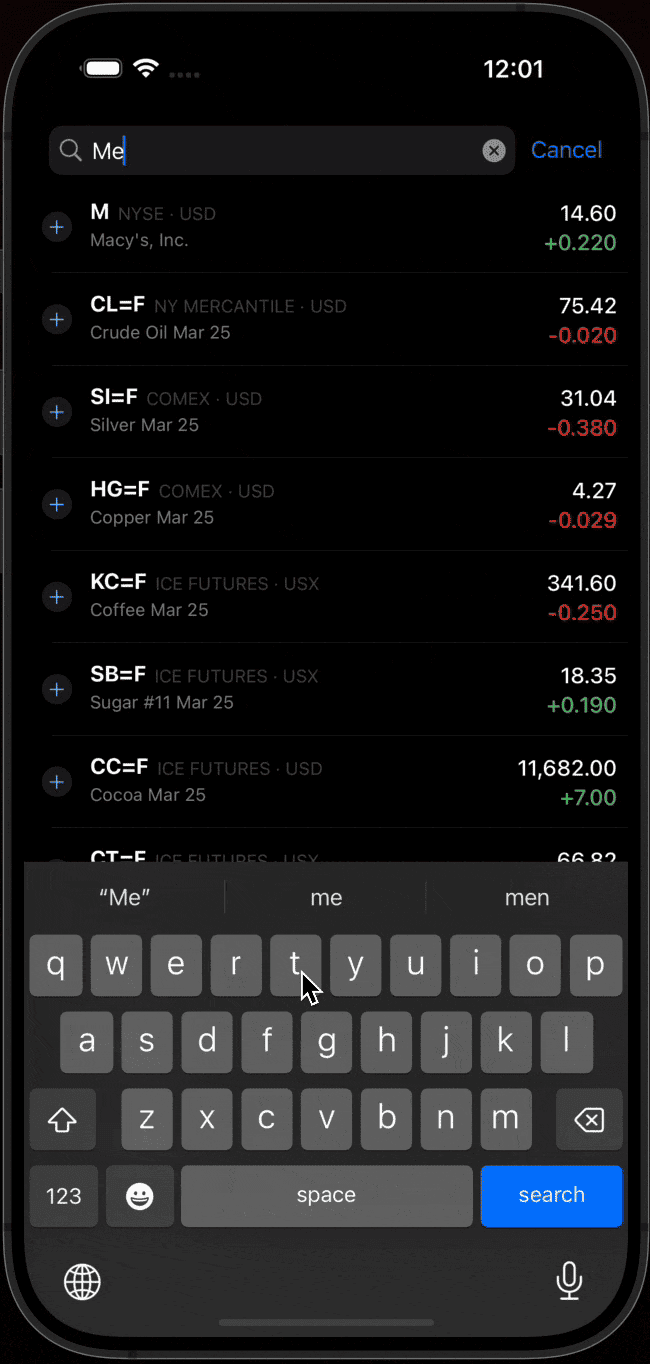 12:01
Me
Cancel
M NYSE · USD
14.60
Macy's, Inc.
+0.220
CL=F NY MERCANTILE · USD
75.42
Crude Oil Mar 25
-0.020
SI=F COMEX · USD
31.04
Silver Mar 25
-0.380
HG=F COMEX · USD
4.27
Copper Mar 25
-0.029
KC=F ICE FUTURES · USX
341.60
Coffee Mar 25
-0.250
SB=F ICE FUTURES · USX
18.35
Sugar #11 Mar 25
+0.190
CC=F ICE FUTURES · USD
11,682.00
Cocoa Mar 25
+7.00
CT=F ICE FUTURES · USX
66.82
“Me” me men
q w e r t y u i o p
a s d f g h j k l
z x c v b n m
123 space search